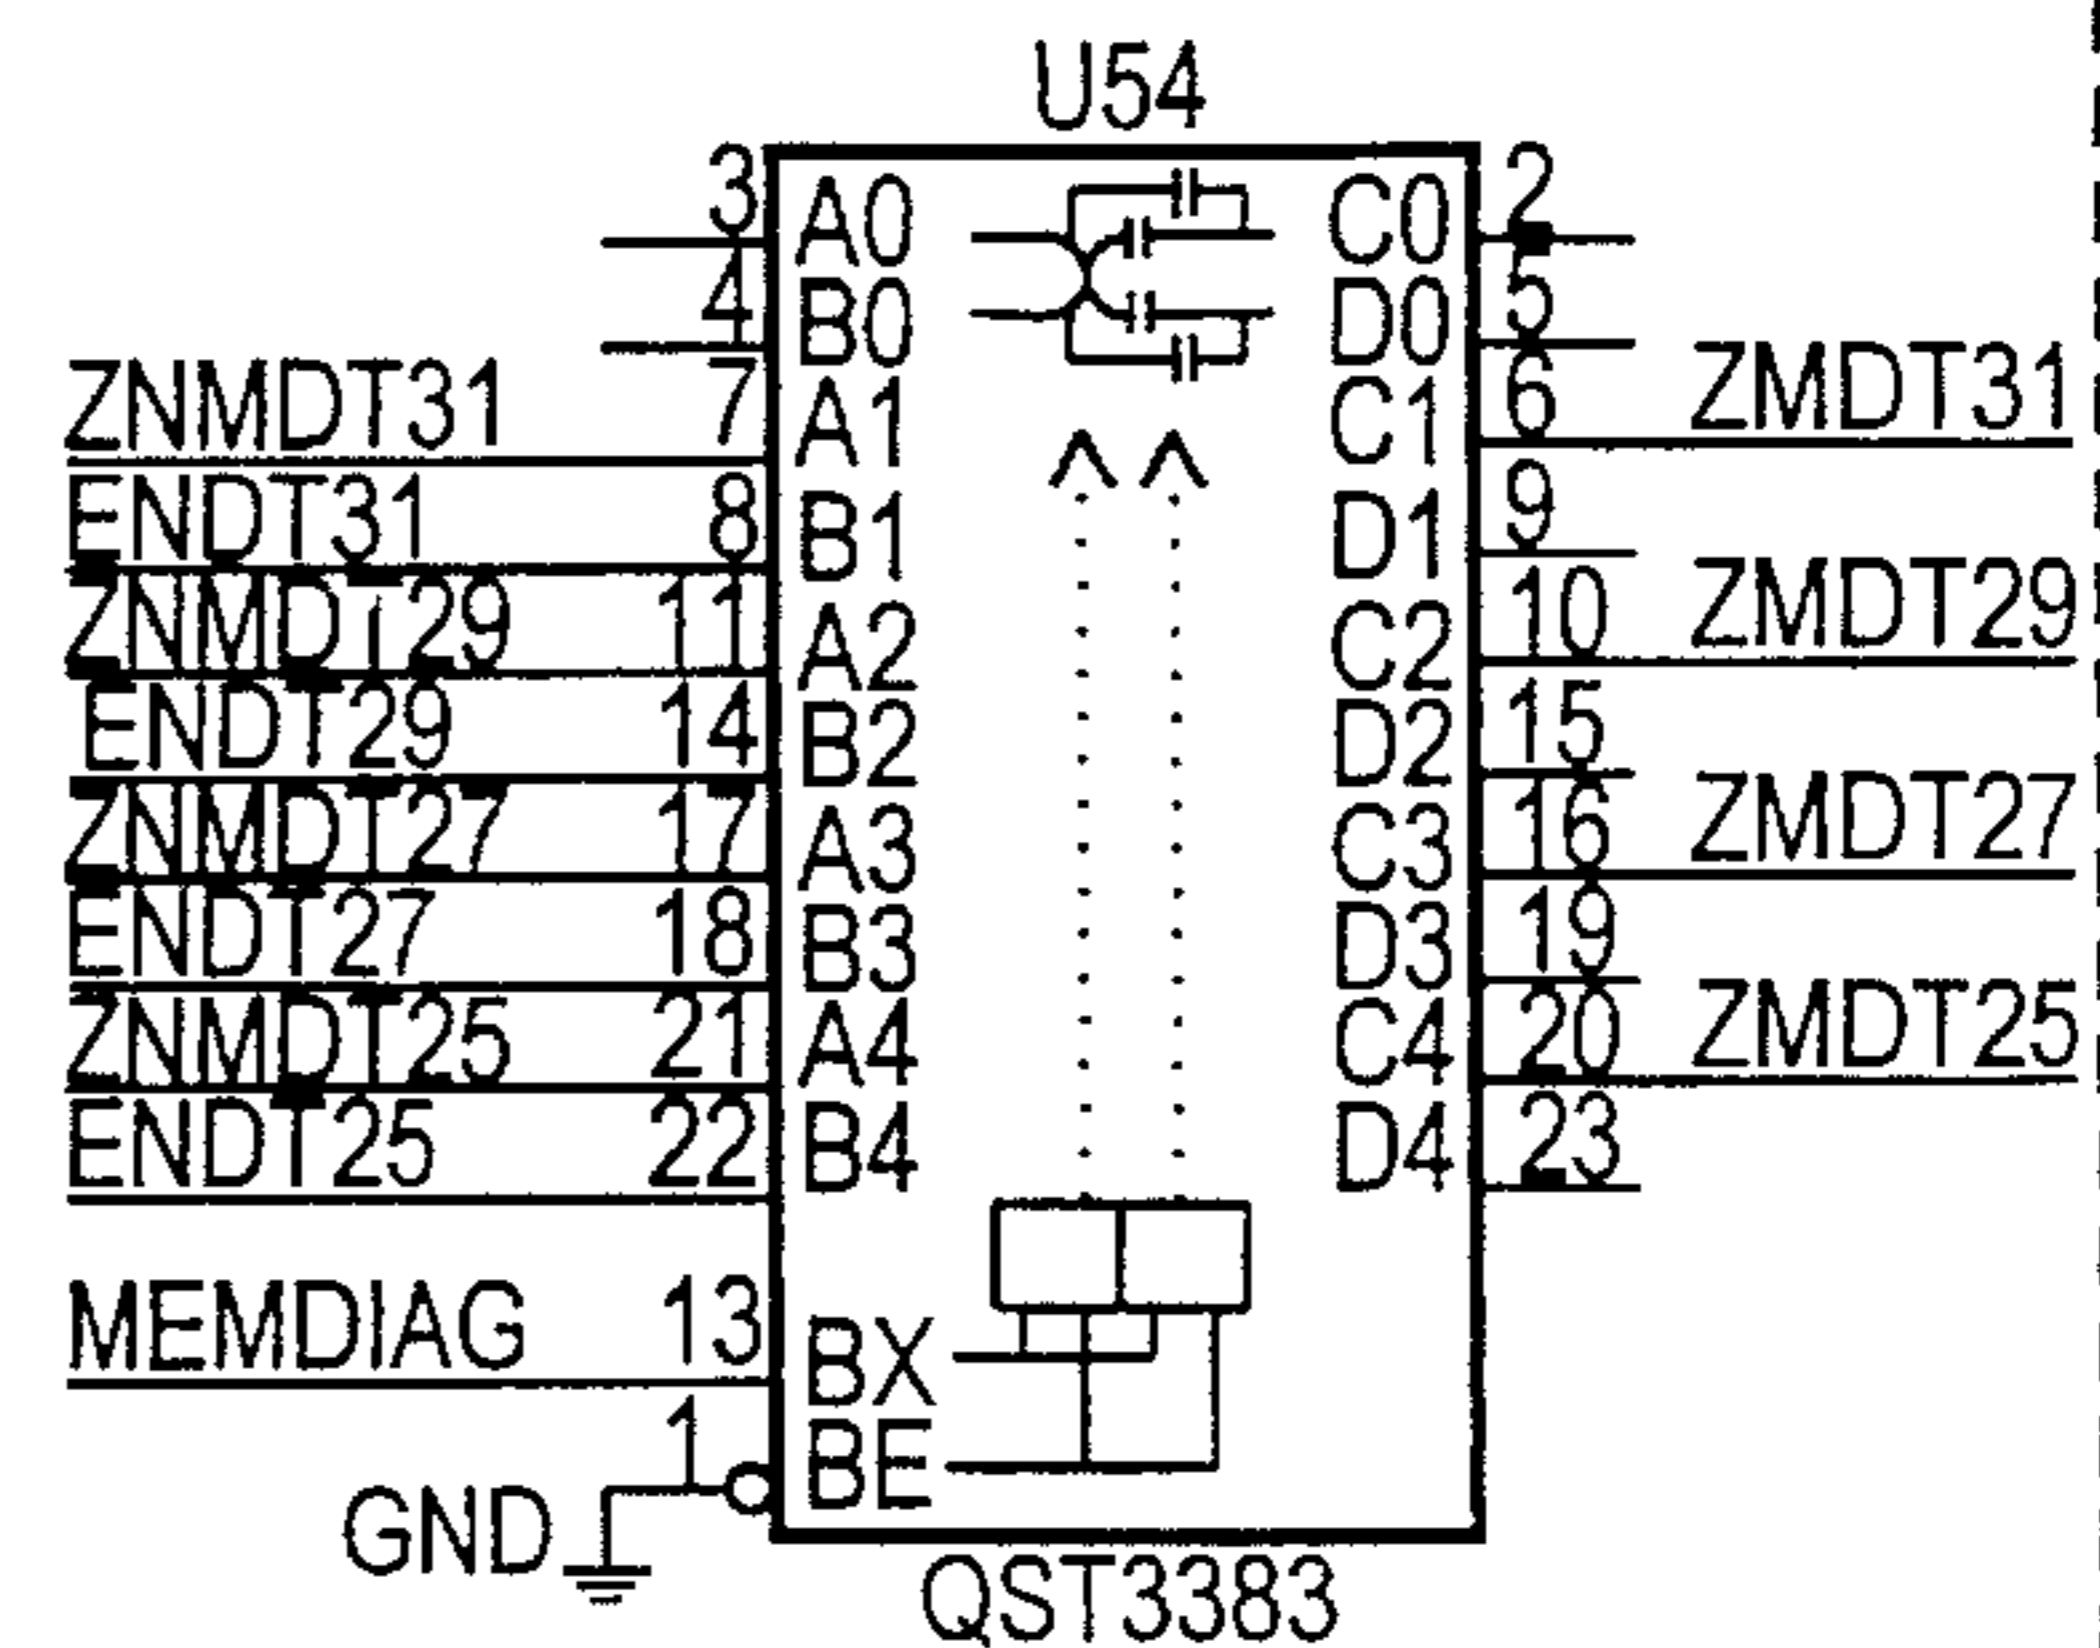 U54
3 A0 C0 2
4 B0 D0 5
ZNMDT31 7 A1 C1 6 ZMDT31
ENDT31 8 B1 D1 9
ZNMDT29 11 A2 C2 10 ZMDT29
ENDT29 14 B2 D2 15
ZNMDT27 17 A3 C3 16 ZMDT27
ENDT27 18 B3 D3 19
ZNMDT25 21 A4 C4 20 ZMDT25
ENDT25 22 B4 D4 23
MEMDIAG 13 BX
1 BE
GND
QST3383